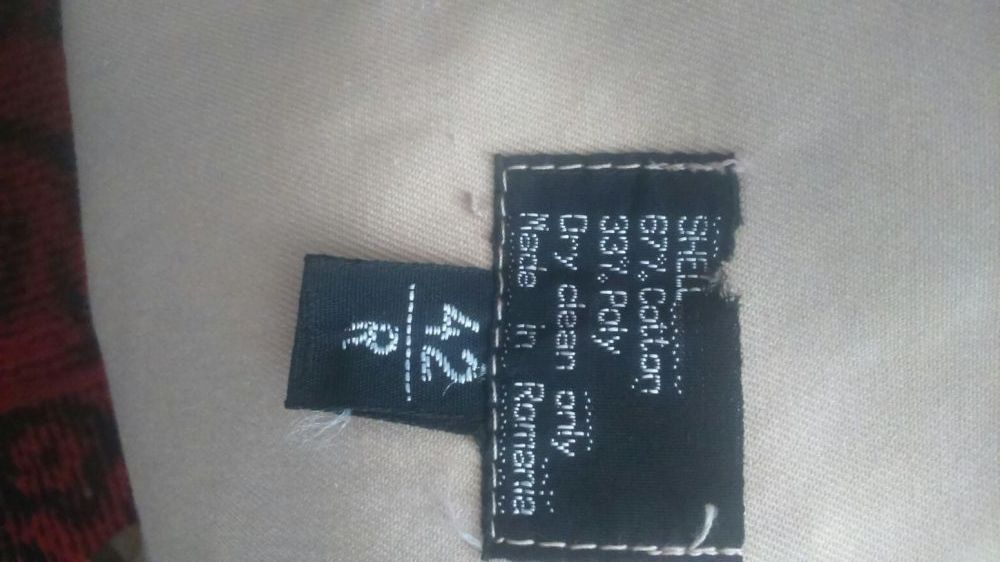 SHELL
67% Cotton
33% Poly
Dry clean only
Made in Romania
42
R